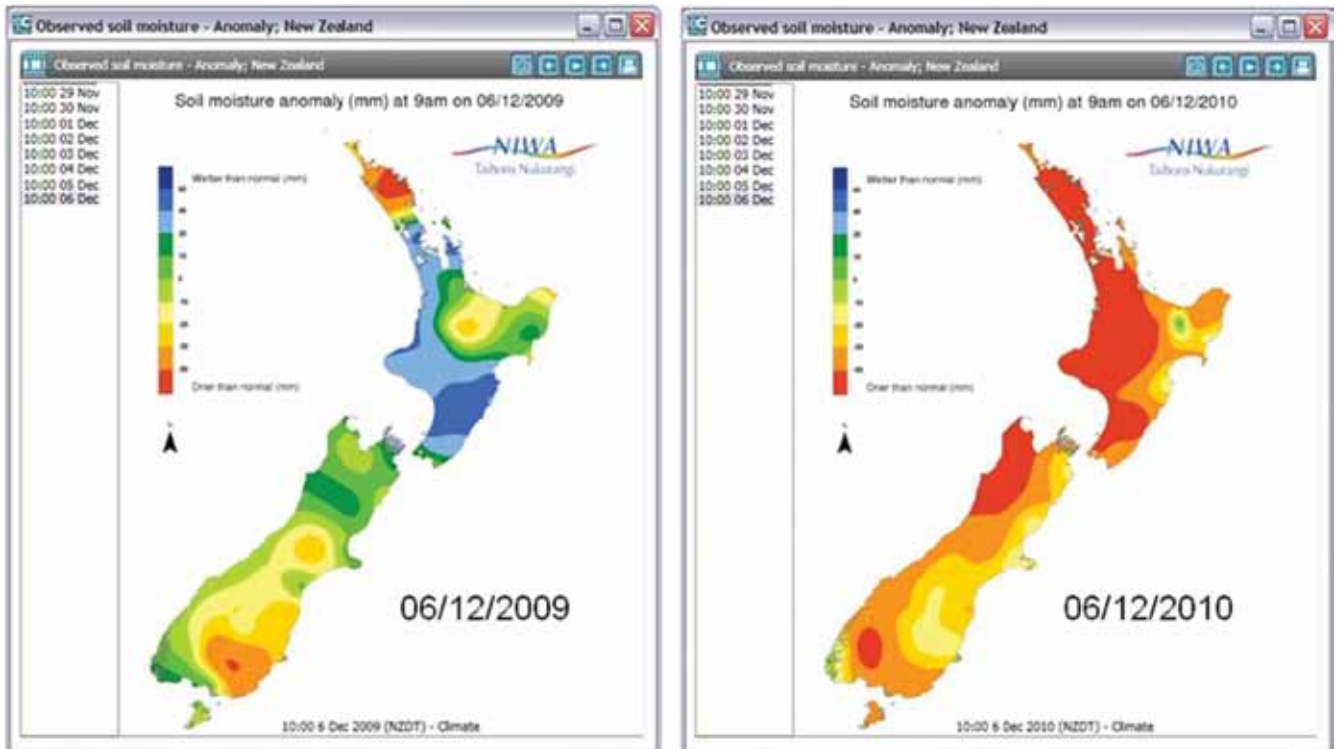 Observed soil moisture - Anomaly; New Zealand
Observed soil moisture - Anomaly; New Zealand
10:00 29 Nov
10:00 30 Nov
10:00 01 Dec
10:00 02 Dec
10:00 03 Dec
10:00 04 Dec
10:00 05 Dec
10:00 06 Dec
Soil moisture anomaly (mm) at 9am on 06/12/2009
NIWA
Taihoro Nukurangi
Wetter than normal (mm)
Drier than normal (mm)
06/12/2009
10:00 6 Dec 2009 (NZDT) - Climate
Observed soil moisture - Anomaly; New Zealand
Observed soil moisture - Anomaly; New Zealand
10:00 29 Nov
10:00 30 Nov
10:00 01 Dec
10:00 02 Dec
10:00 03 Dec
10:00 04 Dec
10:00 05 Dec
10:00 06 Dec
Soil moisture anomaly (mm) at 9am on 06/12/2010
NIWA
Taihoro Nukurangi
Wetter than normal (mm)
Drier than normal (mm)
06/12/2010
10:00 6 Dec 2010 (NZDT) - Climate